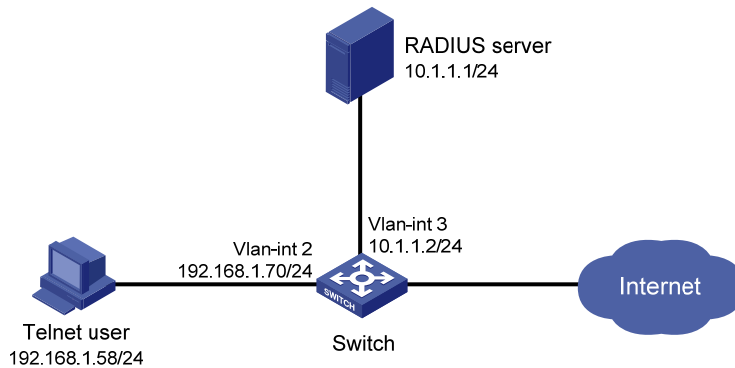 RADIUS server
10.1.1.1/24
Vlan-int 3
10.1.1.2/24
Vlan-int 2
192.168.1.70/24
SWITCH
Internet
Telnet user
192.168.1.58/24
Switch